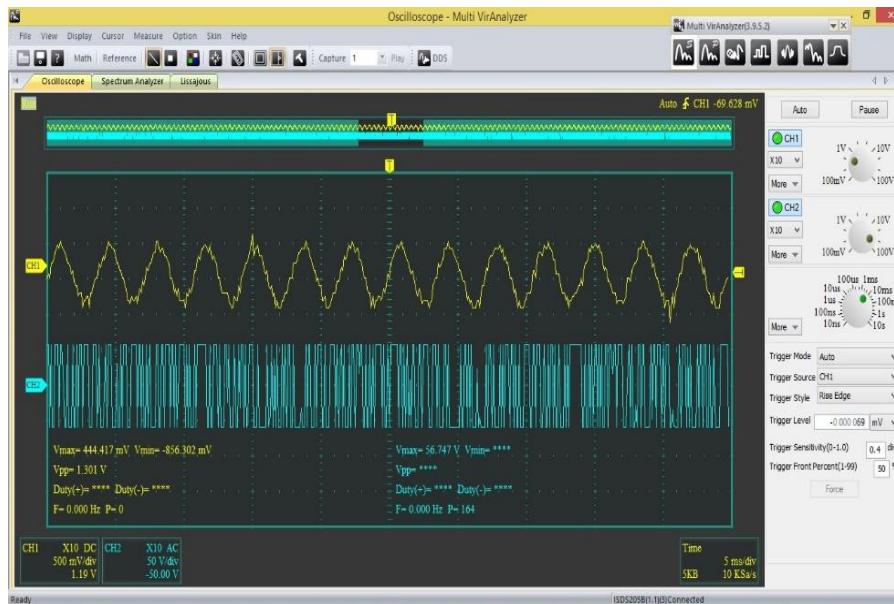 Oscilloscope - Multi VirAnalyzer
File View Display Cursor Measure Option Skin Help
Multi VirAnalyzer(3.9.5.2)
Math Reference Capture 1 Play DDS
Oscilloscope Spectrum Analyzer Lissajous
Auto CH1 -69.628 mV
T
T
CH1
CH2
Vmax= 444.417 mV Vmin= -856.302 mV
Vpp= 1.301 V
Duty(+)= **** Duty(-)= ****
F= 0.000 Hz P= 0
Vmax= 56.747 V Vmin= ****
Vpp= ****
Duty(+)= **** Duty(-)= ****
F= 0.000 Hz P= 164
CH1 X10 DC
500 mV/div
1.19 V
CH2 X10 AC
50 V/div
-50.00 V
Time
5 ms/div
5KB 10 KSa/s
Auto Pause
CH1
X10
More
1V 10V
100mV 100V
CH2
X10
More
1V 10V
100mV 100V
100us 1ms
10us 10ms
1us 100m
100ns 1s
10ns 10s
More
Trigger Mode Auto
Trigger Source CH1
Trigger Style Rise Edge
Trigger Level -0 000 069 mV
Trigger Sensitivity(0-1.0) 0.4 di
Trigger Front Percent(1-99) 50
Force
Ready
ISDS205B(1.1)(3)Connected